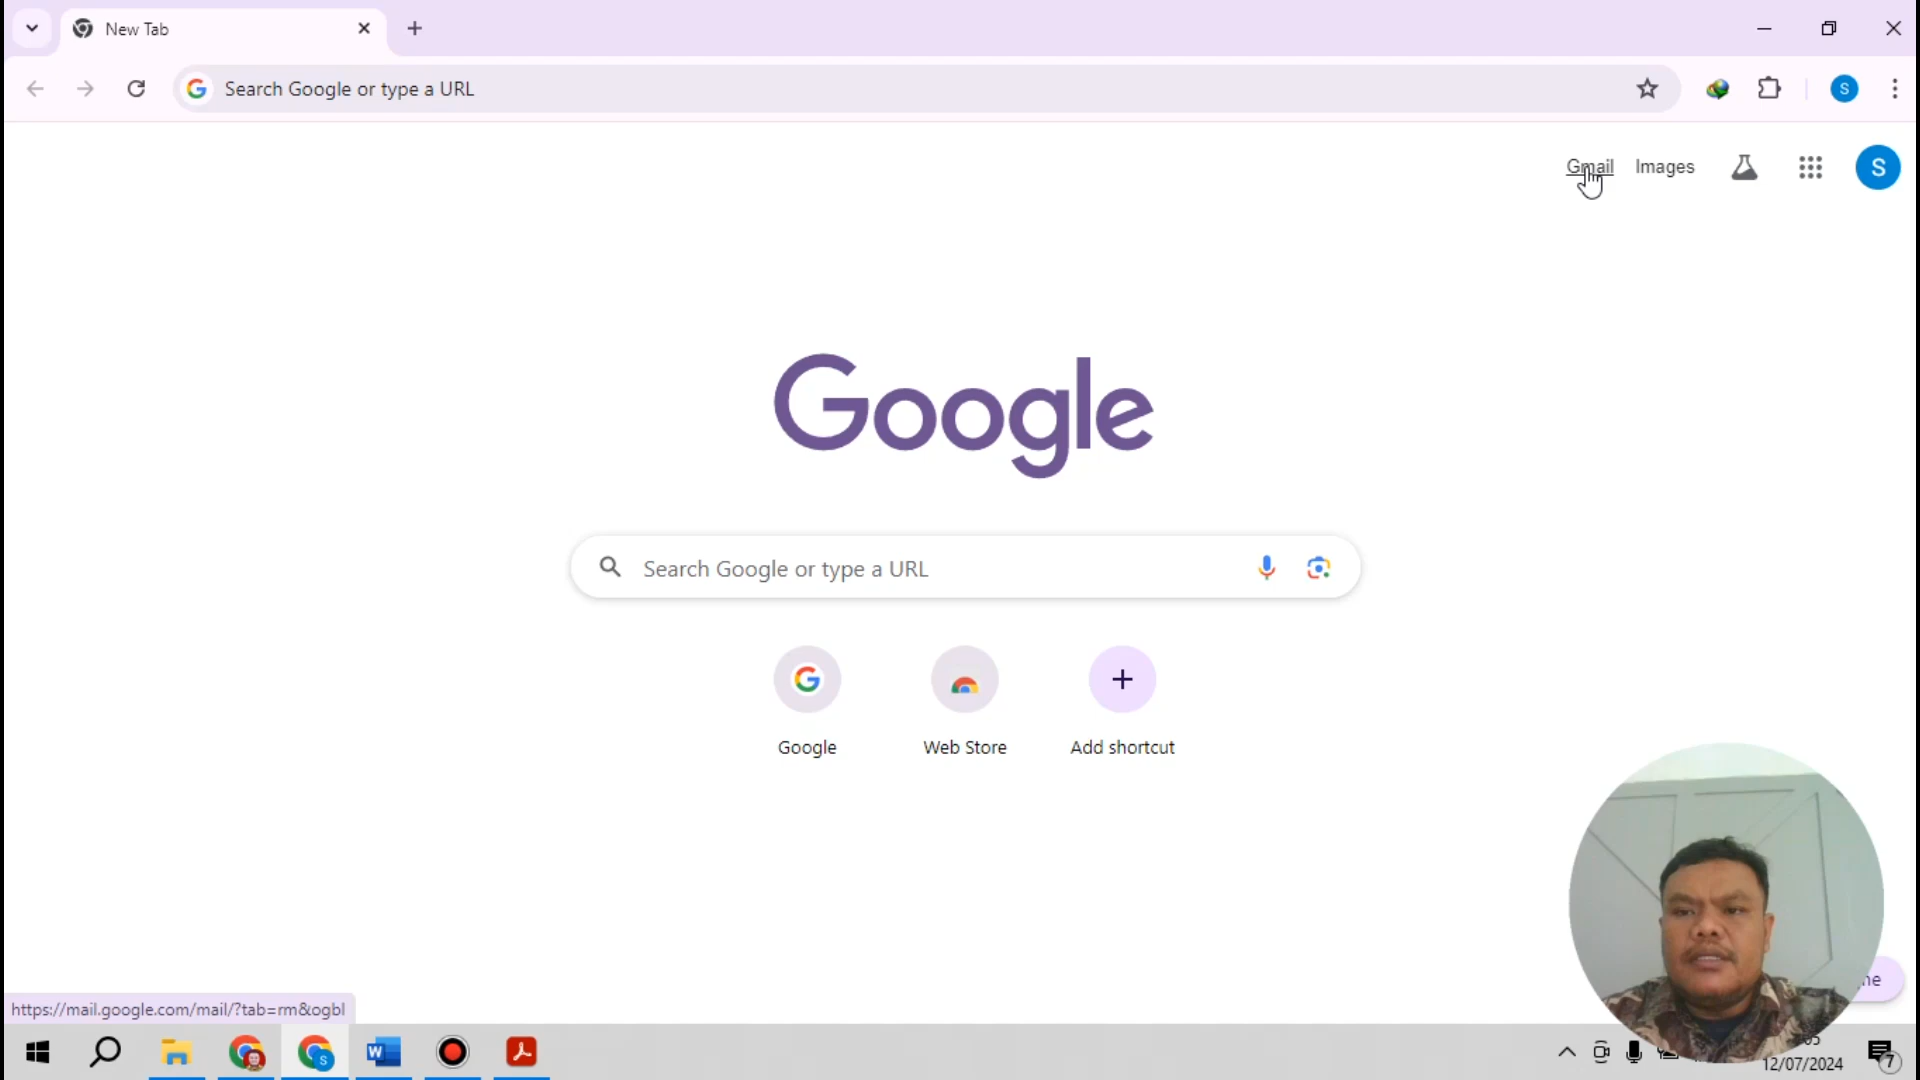 New Tab
Search Google or type a URL
S
Gmail
Images
S
Google
Search Google or type a URL
Google
Web Store
Add shortcut
https://mail.google.com/mail/?tab=rm&ogbl
12/07/2024
7